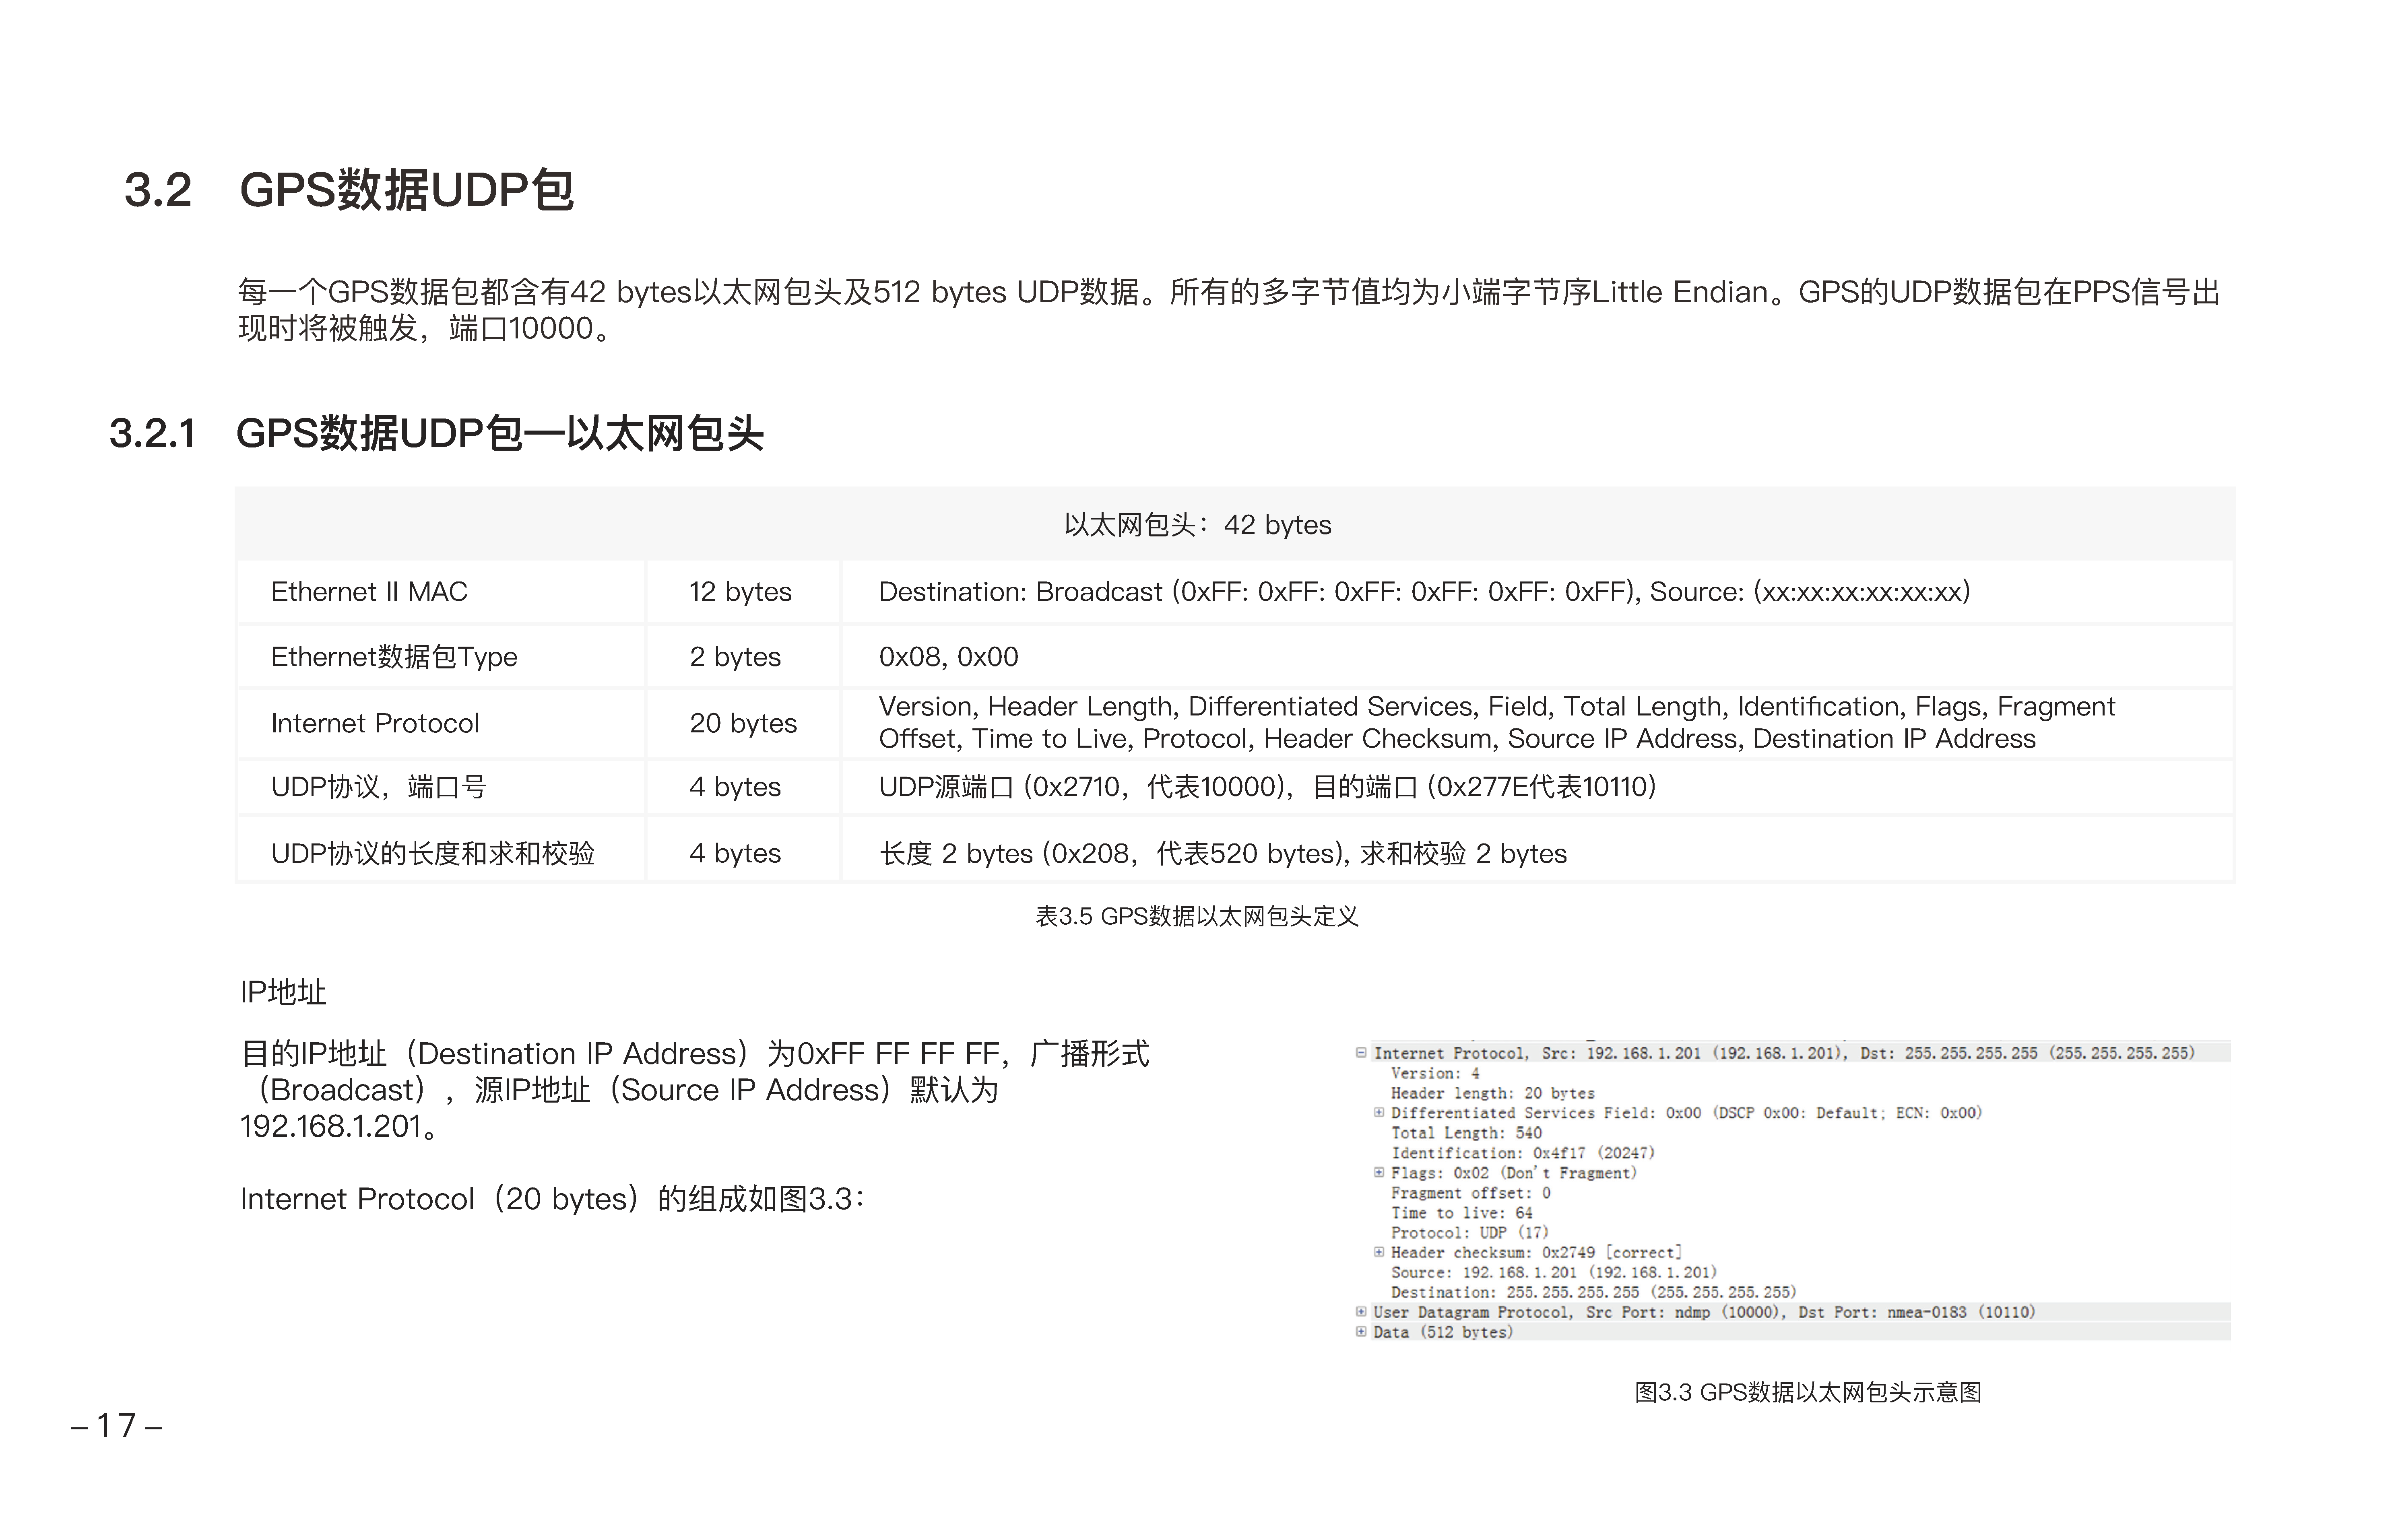 3.2 GPS数据UDP包
每一个GPS数据包都含有42 bytes以太网包头及512 bytes UDP数据。所有的多字节值均为小端字节序Little Endian。GPS的UDP数据包在PPS信号出
现时将被触发，端口10000。
3.2.1 GPS数据UDP包—以太网包头
以太网包头：42 bytes
Ethernet II MAC 12 bytes Destination: Broadcast (0xFF: 0xFF: 0xFF: 0xFF: 0xFF: 0xFF), Source: (xx:xx:xx:xx:xx:xx)
Ethernet数据包Type 2 bytes 0x08, 0x00
Internet Protocol 20 bytes Version, Header Length, Differentiated Services, Field, Total Length, Identification, Flags, Fragment
Offset, Time to Live, Protocol, Header Checksum, Source IP Address, Destination IP Address
UDP协议，端口号 4 bytes UDP源端口 (0x2710，代表10000)，目的端口 (0x277E代表10110)
UDP协议的长度和求和校验 4 bytes 长度 2 bytes (0x208，代表520 bytes), 求和校验 2 bytes
表3.5 GPS数据以太网包头定义
IP地址
目的IP地址（Destination IP Address）为0xFF FF FF FF，广播形式
（Broadcast），源IP地址（Source IP Address）默认为
192.168.1.201。
Internet Protocol（20 bytes）的组成如图3.3：
Internet Protocol, Src: 192.168.1.201 (192.168.1.201), Dst: 255.255.255.255 (255.255.255.255)
Version: 4
Header length: 20 bytes
Differentiated Services Field: 0x00 (DSCP 0x00: Default; ECN: 0x00)
Total Length: 540
Identification: 0x4f17 (20247)
Flags: 0x02 (Don't Fragment)
Fragment offset: 0
Time to live: 64
Protocol: UDP (17)
Header checksum: 0x2749 [correct]
Source: 192.168.1.201 (192.168.1.201)
Destination: 255.255.255.255 (255.255.255.255)
User Datagram Protocol, Src Port: ndmp (10000), Dst Port: nmea-0183 (10110)
Data (512 bytes)
图3.3 GPS数据以太网包头示意图
– 17 –